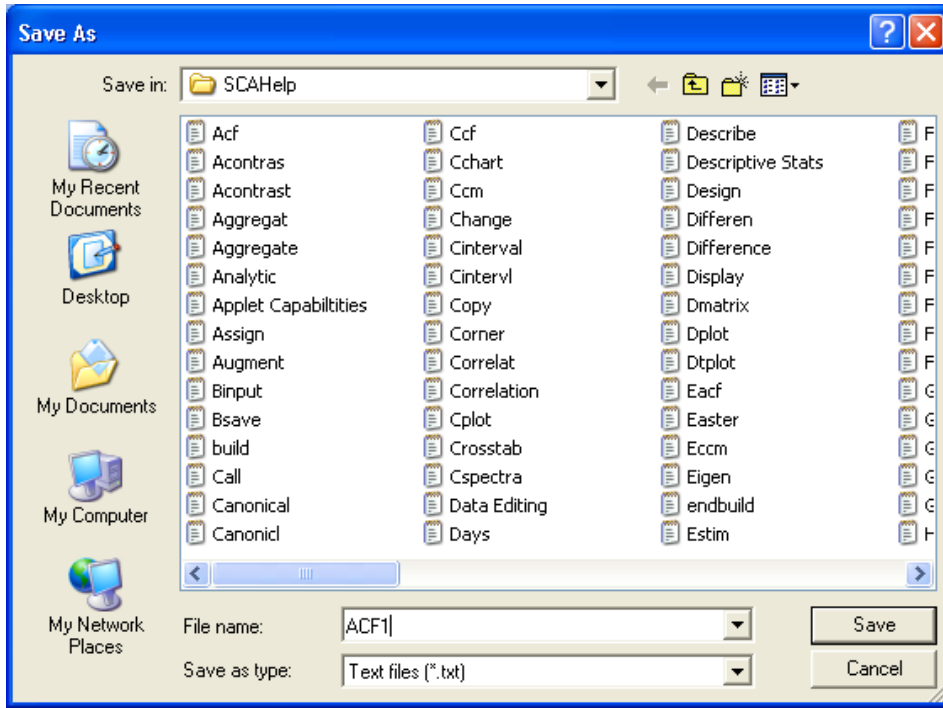 Save As
Save in:
SCAHelp
My Recent
Documents
Desktop
My Documents
My Computer
My Network
Places
Acf
Acontras
Acontrast
Aggregat
Aggregate
Analytic
Applet Capabiltities
Assign
Augment
Binput
Bsave
build
Call
Canonical
Canonicl
Ccf
Cchart
Ccm
Change
Cinterval
Cintervl
Copy
Corner
Correlat
Correlation
Cplot
Crosstab
Cspectra
Data Editing
Days
Describe
Descriptive Stats
Design
Differen
Difference
Display
Dmatrix
Dplot
Dtplot
Eacf
Easter
Eccm
Eigen
endbuild
Estim
File name:
ACF1
Save
Save as type:
Text files (*.txt)
Cancel